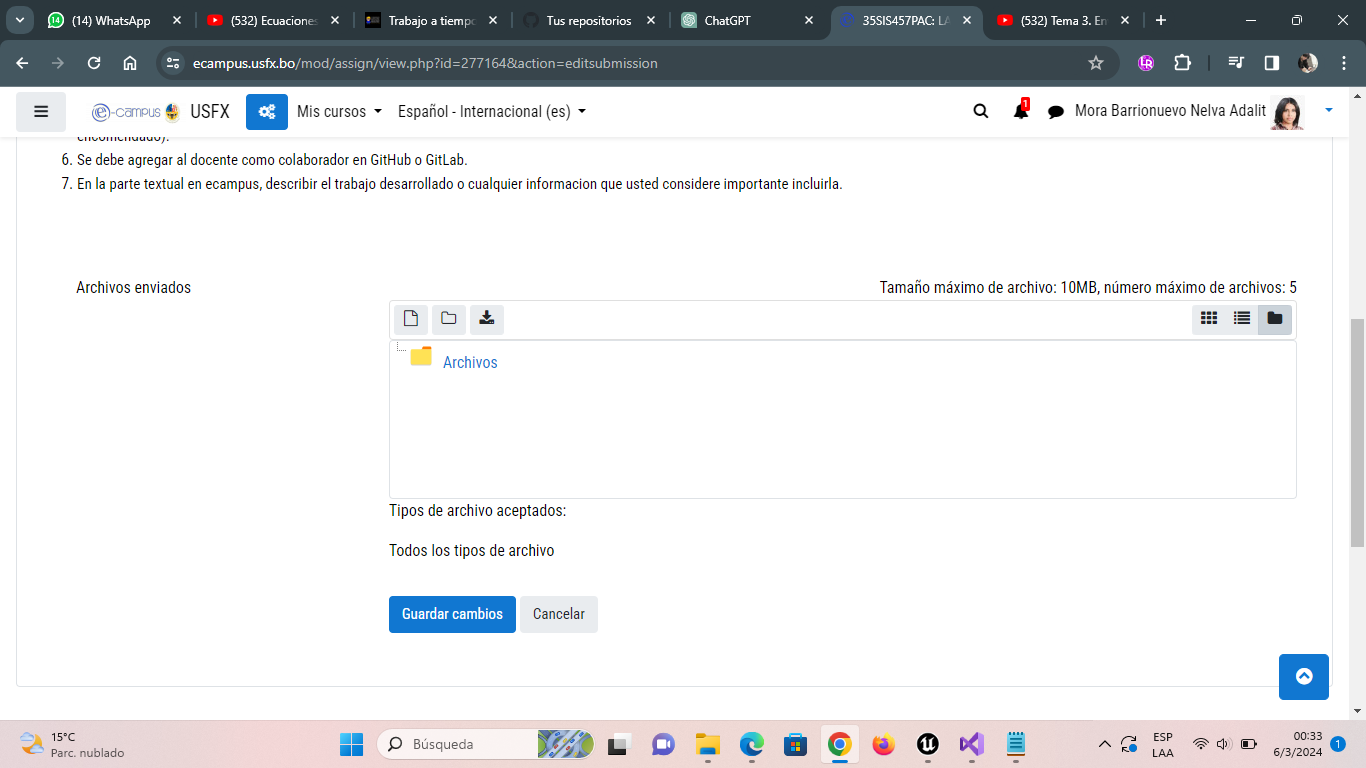 (14) WhatsApp
(532) Ecuaciones
Trabajo a tiempo
Tus repositorios
ChatGPT
35SIS457PAC: LA
(532) Tema 3. En
ecampus.usfx.bo/mod/assign/view.php?id=277164&action=editsubmission
e-campus USFX
Mis cursos
Español - Internacional (es)
1
Mora Barrionuevo Nelva Adalit
encomendado).
6. Se debe agregar al docente como colaborador en GitHub o GitLab.
7. En la parte textual en ecampus, describir el trabajo desarrollado o cualquier informacion que usted considere importante incluirla.
Archivos enviados
Tamaño máximo de archivo: 10MB, número máximo de archivos: 5
Archivos
Tipos de archivo aceptados:
Todos los tipos de archivo
Guardar cambios
Cancelar
15°C
Parc. nublado
Búsqueda
ESP
LAA
00:33
6/3/2024
1